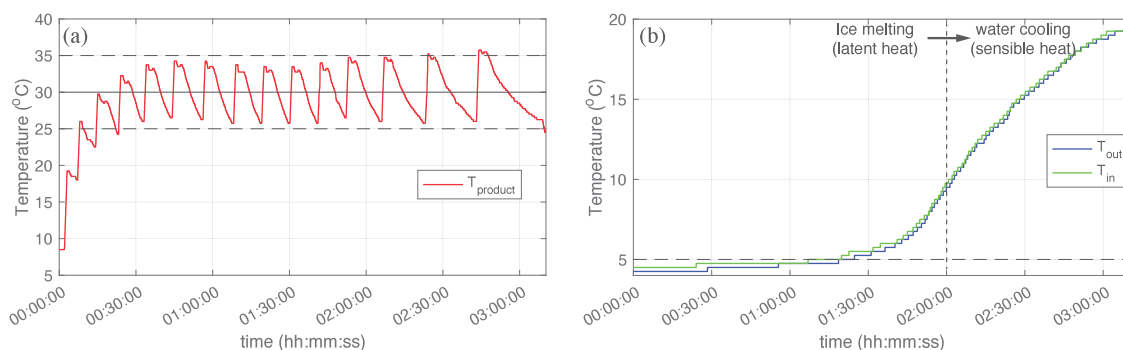 (a)
40
35
30
25
20
15
10
5
Temperature (°C)
T_product
00:00:00
00:30:00
01:00:00
01:30:00
02:00:00
02:30:00
03:00:00
time (hh:mm:ss)
(b)
20
15
10
5
Temperature (°C)
Ice melting
(latent heat)
water cooling
(sensible heat)
T_out
T_in
00:00:00
00:30:00
01:00:00
01:30:00
02:00:00
02:30:00
03:00:00
time (hh:mm:ss)